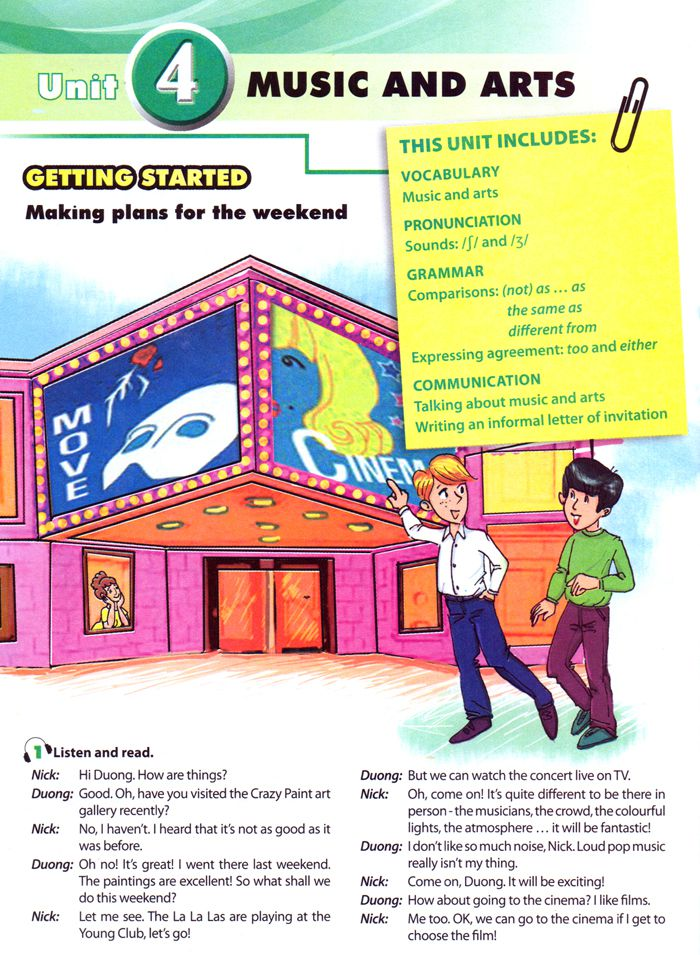 Unit 4 MUSIC AND ARTS
THIS UNIT INCLUDES:
VOCABULARY
Music and arts
PRONUNCIATION
Sounds: /ʃ/ and /ʒ/
GRAMMAR
Comparisons: (not) as … as
the same as
different from
Expressing agreement: too and either
COMMUNICATION
Talking about music and arts
Writing an informal letter of invitation
GETTING STARTED
Making plans for the weekend
MOVE
CINEM
1 Listen and read.
Nick: Hi Duong. How are things?
Duong: Good. Oh, have you visited the Crazy Paint art
gallery recently?
Nick: No, I haven't. I heard that it's not as good as it
was before.
Duong: Oh no! It's great! I went there last weekend.
The paintings are excellent! So what shall we
do this weekend?
Nick: Let me see. The La La Las are playing at the
Young Club, let's go!
Duong: But we can watch the concert live on TV.
Nick: Oh, come on! It's quite different to be there in
person - the musicians, the crowd, the colourful
lights, the atmosphere … it will be fantastic!
Duong: I don't like so much noise, Nick. Loud pop music
really isn't my thing.
Nick: Come on, Duong. It will be exciting!
Duong: How about going to the cinema? I like films.
Nick: Me too. OK, we can go to the cinema if I get to
choose the film!